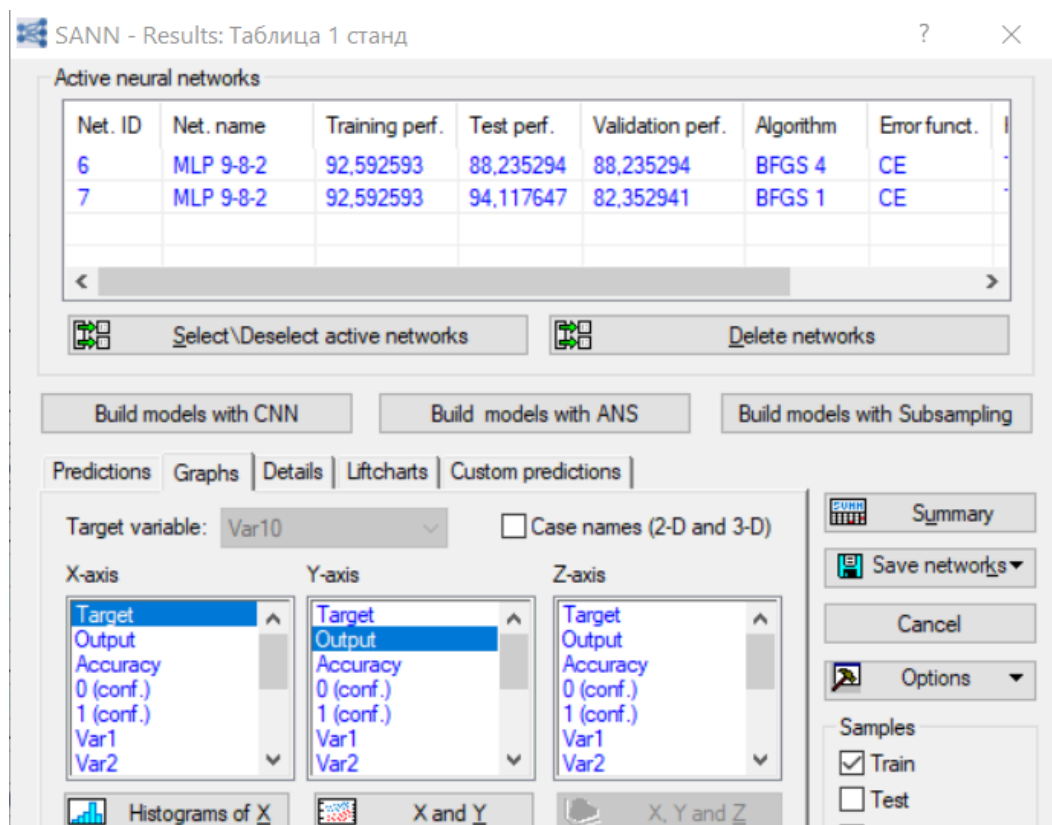 SANN - Results: Таблица 1 станд ?
Active neural networks
Net. ID Net. name Training perf. Test perf. Validation perf. Algorithm Error funct.
6 MLP 9-8-2 92,592593 88,235294 88,235294 BFGS 4 CE
7 MLP 9-8-2 92,592593 94,117647 82,352941 BFGS 1 CE
Select\Deselect active networks Delete networks
Build models with CNN Build models with ANS Build models with Subsampling
Predictions Graphs Details Liftcharts Custom predictions
Target variable: Var10 Case names (2-D and 3-D)
X-axis Y-axis Z-axis
Target Target Target
Output Output Output
Accuracy Accuracy Accuracy
0 (conf.) 0 (conf.) 0 (conf.)
1 (conf.) 1 (conf.) 1 (conf.)
Var1 Var1 Var1
Var2 Var2 Var2
Histograms of X X and Y X, Y and Z
Summary
Save networks
Cancel
Options
Samples
Train
Test